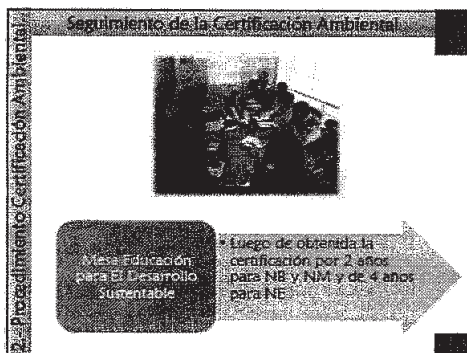 Seguimiento de la Certificación Ambiental
2.- Procedimiento Certificación Ambiental
Mesa Educación
para El Desarrollo
Sustentable
• Luego de obtenida la
certificación por 2 años
para NB y NM y de 4 años
para NE